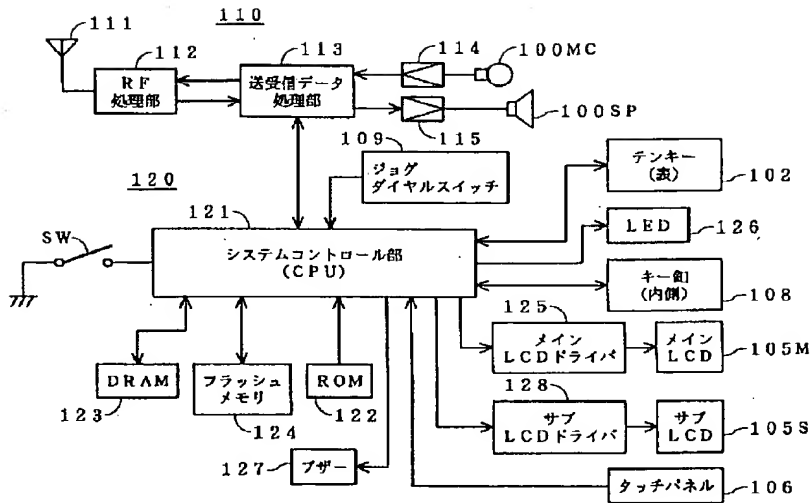 110
111
112
RF
処理部
113
送受信データ
処理部
114
100MC
115
100SP
109
ジョグ
ダイヤルスイッチ
テンキー
(表)
102
120
121
システムコントロール部
(CPU)
SW
LED
126
(内側)
108
125
メイン
LCDドライバ
メイン
LCD
105M
DRAM
123
フラッシュ
メモリ
124
ROM
122
128
サブ
LCDドライバ
サブ
LCD
105S
127
ブザー
タッチパネル
106